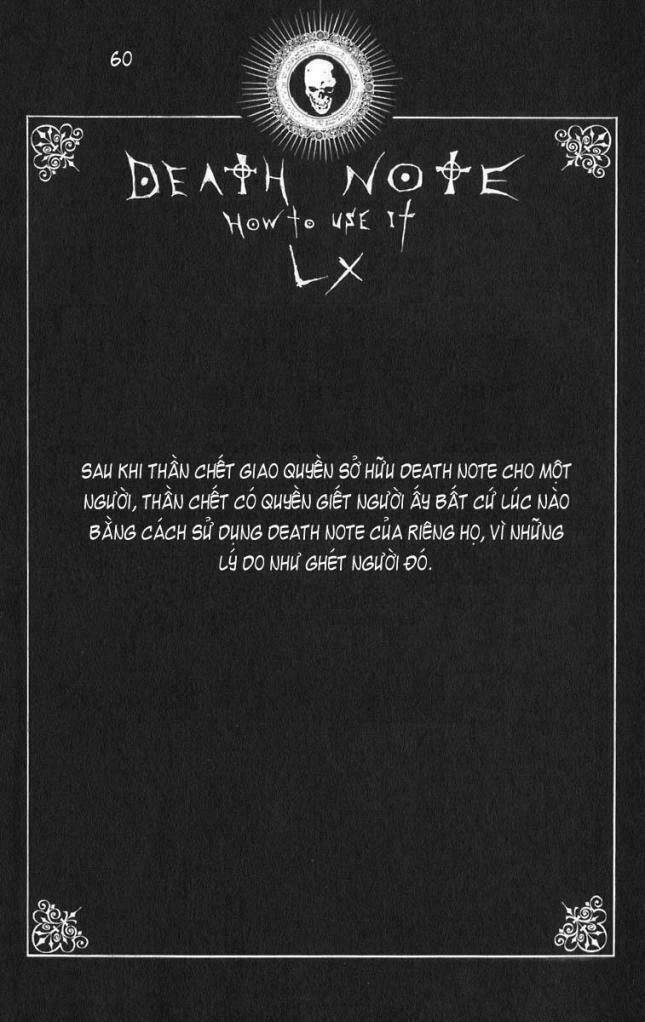 60
DEATH NOTE
HOW TO USE IT
LX
SAU KHI THẦN CHẾT GIAO QUYỀN SỞ HỮU DEATH NOTE CHO MỘT
NGƯỜI, THẦN CHẾT CÓ QUYỀN GIẾT NGƯỜI ẤY BẤT CỨ LÚC NÀO
BẰNG CÁCH SỬ DỤNG DEATH NOTE CỦA RIÊNG HỌ, VÌ NHỮNG
LÝ DO NHƯ GHÉT NGƯỜI ĐÓ.